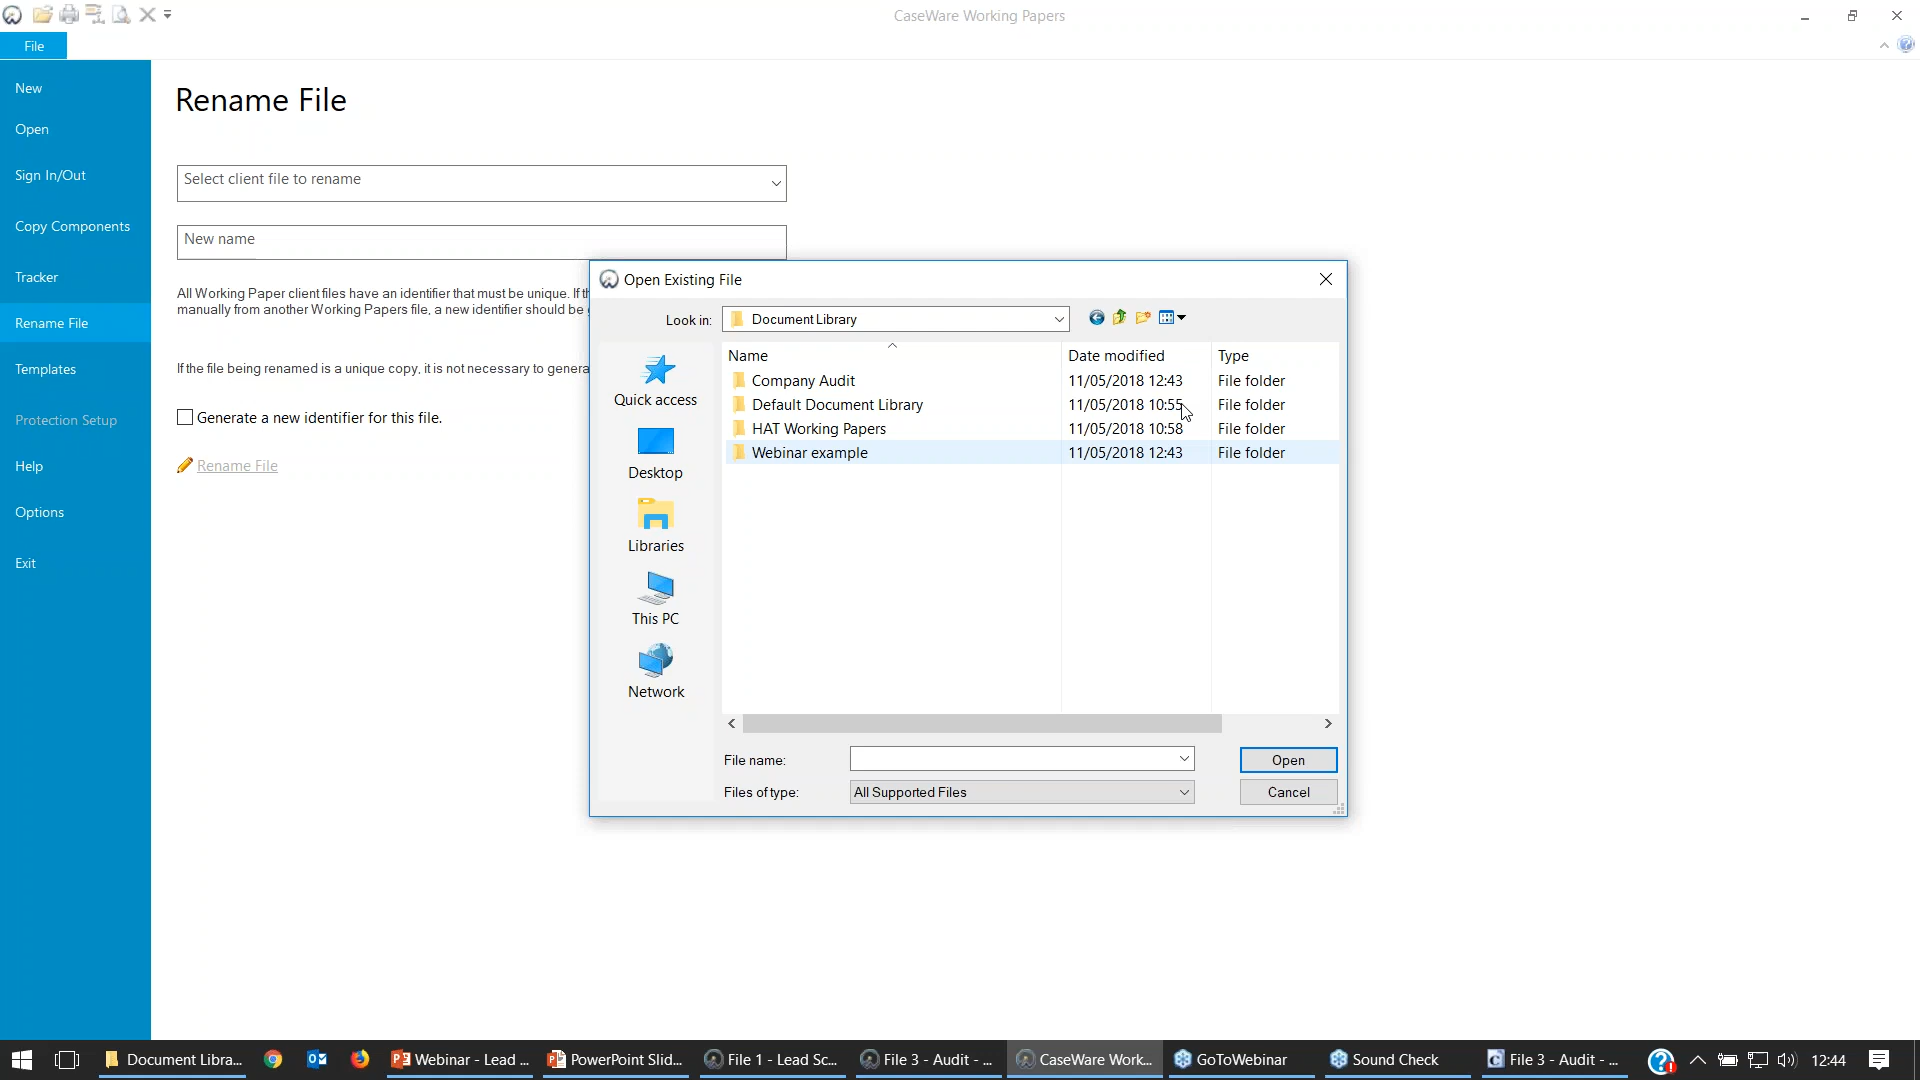 CaseWare Working Papers
File
New
Open
Sign In/Out
Copy Components
Tracker
Rename File
Templates
Protection Setup
Help
Options
Exit
Rename File
Select client file to rename
New name
All Working Paper client files have an identifier that must be unique. If th
manually from another Working Papers file, a new identifier should be
If the file being renamed is a unique copy, it is not necessary to genera
Generate a new identifier for this file.
Rename File
Open Existing File
Look in: Document Library
Quick access
Desktop
Libraries
This PC
Network
Name Date modified Type
Company Audit 11/05/2018 12:43 File folder
Default Document Library 11/05/2018 10:55 File folder
HAT Working Papers 11/05/2018 10:58 File folder
Webinar example 11/05/2018 12:43 File folder
File name: Open
Files of type: All Supported Files Cancel
Document Libra... Webinar - Lead ... PowerPoint Slid... File 1 - Lead Sc... File 3 - Audit - ... CaseWare Work... GoToWebinar Sound Check File 3 - Audit - ... 12:44